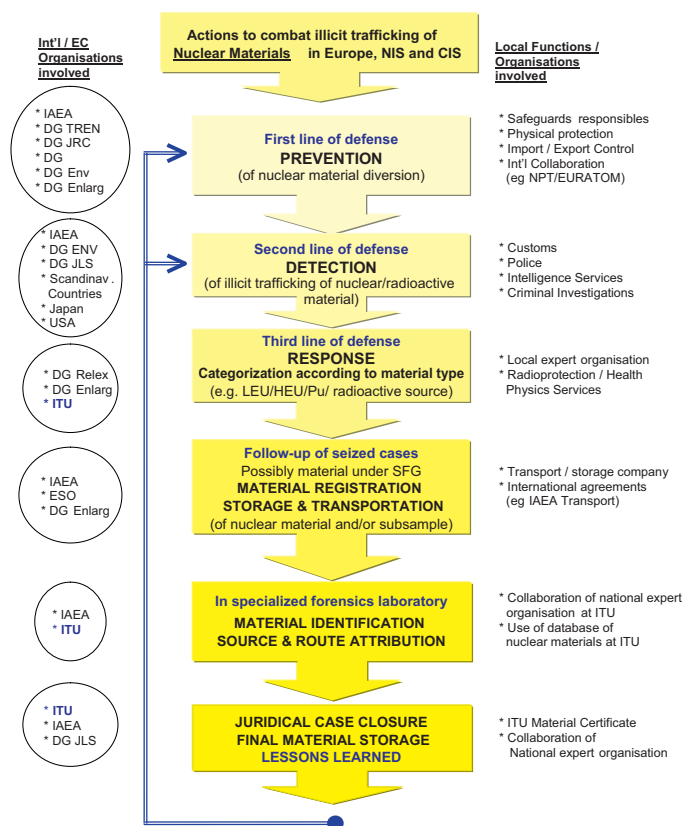 Actions to combat illicit trafficking of
Nuclear Materials in Europe, NIS and CIS
Int'l / EC
Organisations
involved
Local Functions /
Organisations
involved
* IAEA
* DG TREN
* DG JRC
* DG
* DG Env
* DG Enlarg
First line of defense
PREVENTION
(of nuclear material diversion)
* Safeguards responsibles
* Physical protection
* Import / Export Control
* Int'l Collaboration
(eg NPT/EURATOM)
* IAEA
* DG ENV
* DG JLS
* Scandinav.
Countries
* Japan
* USA
Second line of defense
DETECTION
(of illicit trafficking of nuclear/radioactive
material)
* Customs
* Police
* Intelligence Services
* Criminal Investigations
* DG Relex
* DG Enlarg
* ITU
Third line of defense
RESPONSE
Categorization according to material type
(e.g. LEU/HEU/Pu/ radioactive source)
* Local expert organisation
* Radioprotection / Health
Physics Services
* IAEA
* ESO
* DG Enlarg
Follow-up of seized cases
Possibly material under SFG
MATERIAL REGISTRATION
STORAGE & TRANSPORTATION
(of nuclear material and/or subsample)
* Transport / storage company
* International agreements
(eg IAEA Transport)
* IAEA
* ITU
In specialized forensics laboratory
MATERIAL IDENTIFICATION
SOURCE & ROUTE ATTRIBUTION
* Collaboration of national expert
organisation at ITU
* Use of database of
nuclear materials at ITU
* ITU
* IAEA
* DG JLS
JURIDICAL CASE CLOSURE
FINAL MATERIAL STORAGE
LESSONS LEARNED
* ITU Material Certificate
* Collaboration of
National expert organisation